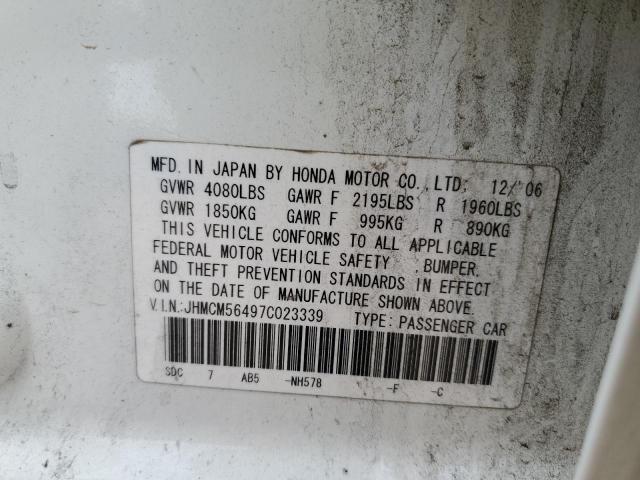 MFD. IN JAPAN BY HONDA MOTOR CO.,LTD. 12/'06
GVWR 4080LBS GAWR F 2195LBS R 1960LBS
GVWR 1850KG GAWR F 995KG R 890KG
THIS VEHICLE CONFORMS TO ALL APPLICABLE
FEDERAL MOTOR VEHICLE SAFETY ,BUMPER,
AND THEFT PREVENTION STANDARDS IN EFFECT
ON THE DATE OF MANUFACTURE SHOWN ABOVE.
V.I.N.:JHMCM56497C023339 TYPE: PASSENGER CAR
SDC 7 AB5 -NH578 -F -C